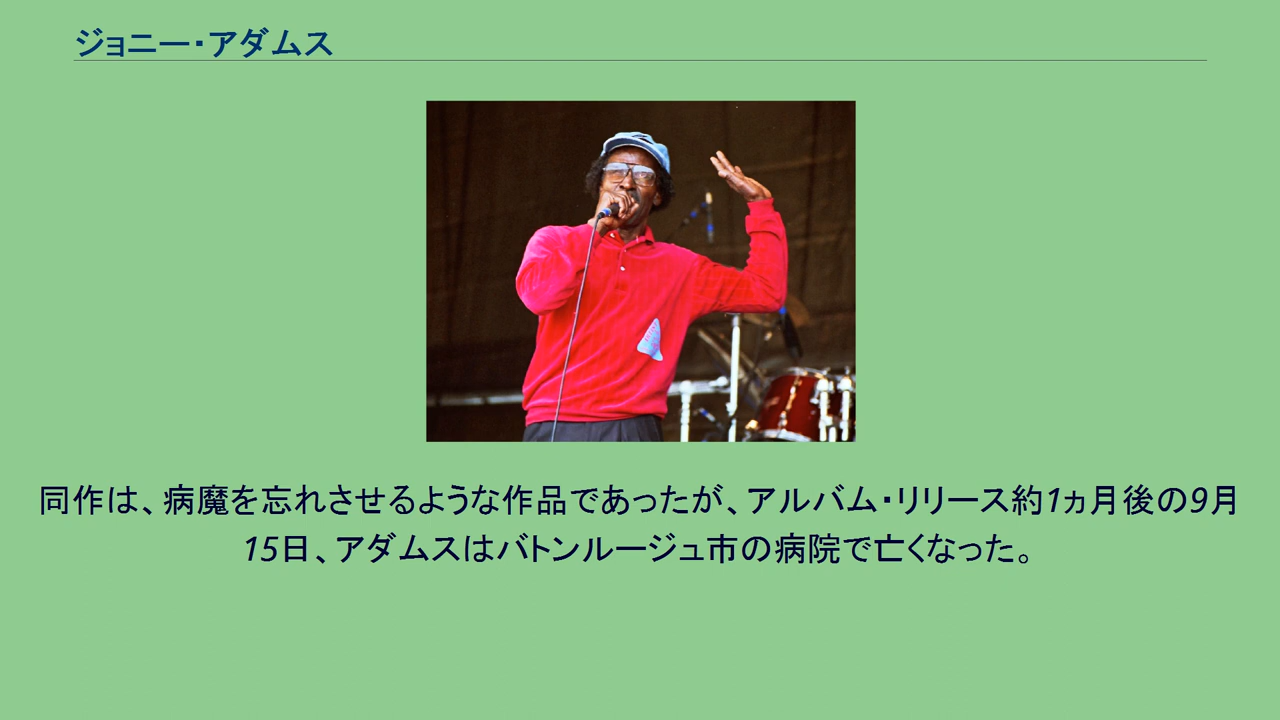 ジョニー・アダムス
同作は、病魔を忘れさせるような作品であったが、アルバム・リリース約1ヵ月後の9月
15日、アダムスはバトンルージュ市の病院で亡くなった。